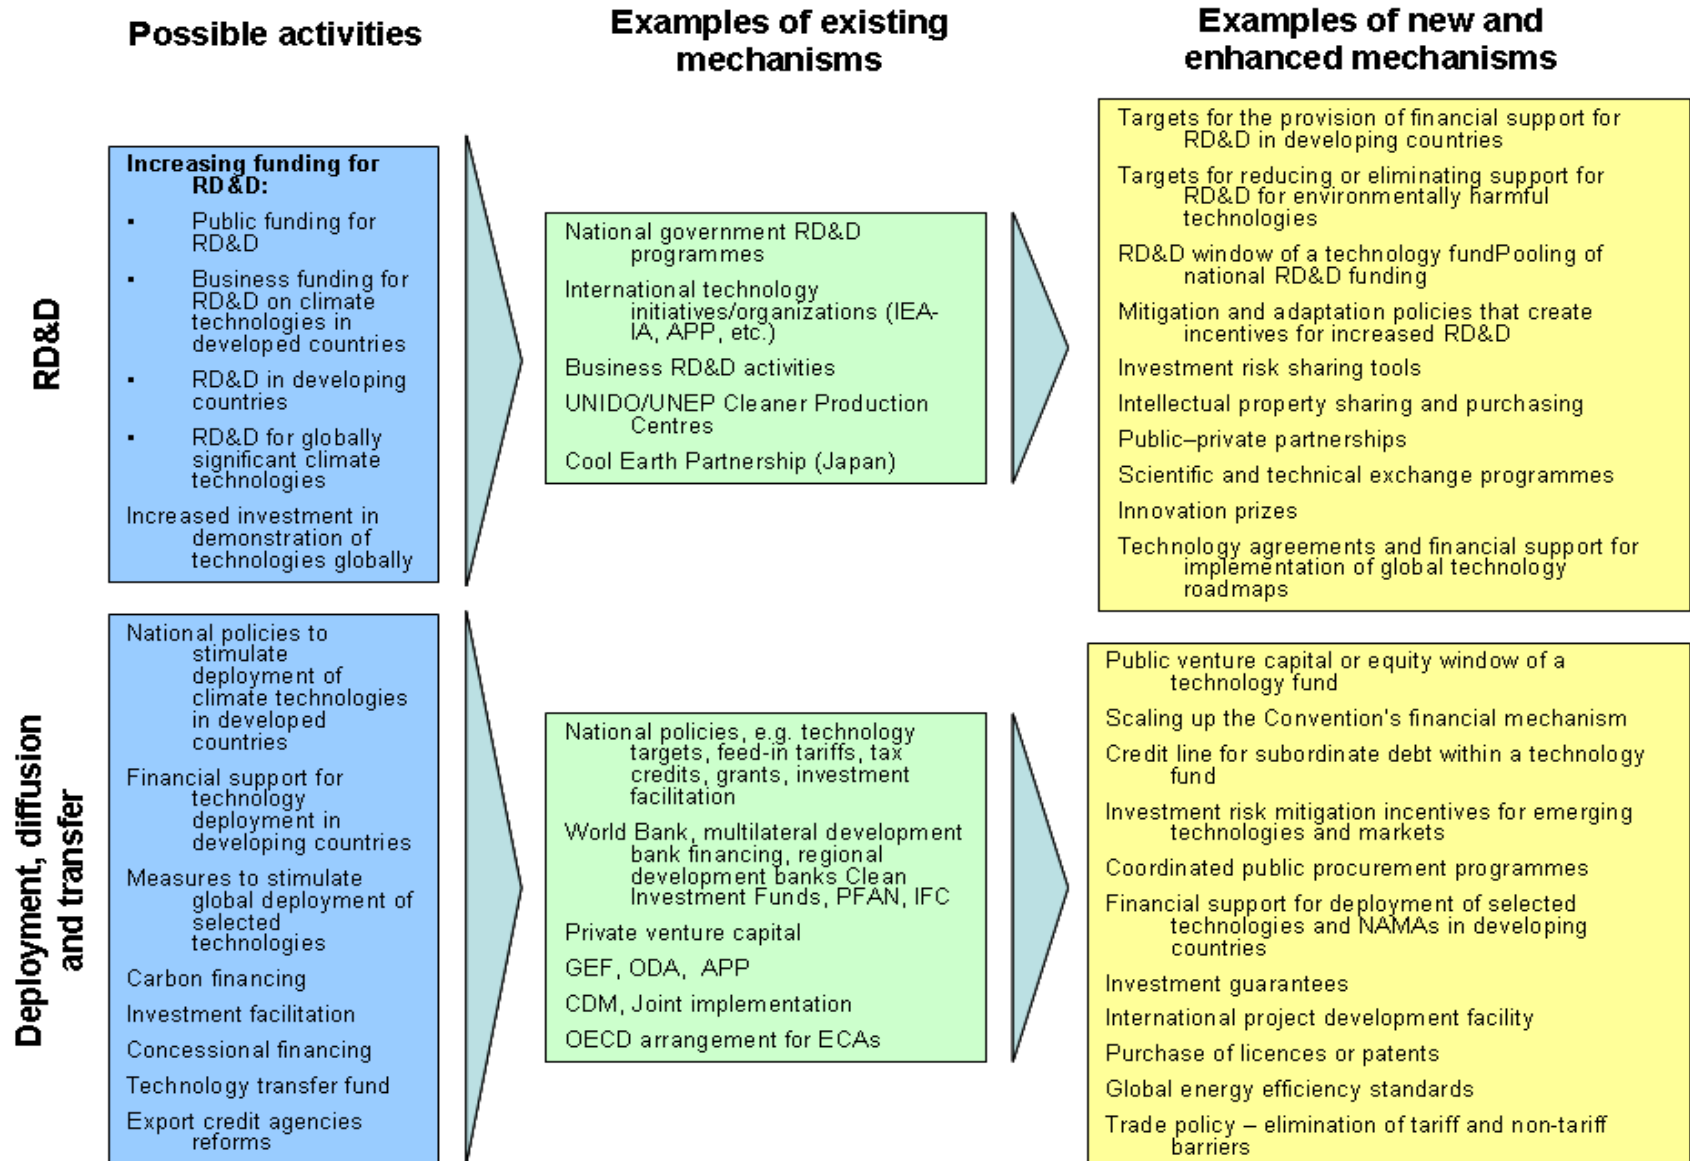 Possible activities
Examples of existing
mechanisms
Examples of new and
enhanced mechanisms
RD&D
Increasing funding for
RD&D:
▪ Public funding for
RD&D
▪ Business funding for
RD&D on climate
technologies in
developed countries
▪ RD&D in developing
countries
▪ RD&D for globally
significant climate
technologies
Increased investment in
demonstration of
technologies globally
National government RD&D
programmes
International technology
initiatives/organizations (IEA-
IA, APP, etc.)
Business RD&D activities
UNIDO/UNEP Cleaner Production
Centres
Cool Earth Partnership (Japan)
Targets for the provision of financial support for
RD&D in developing countries
Targets for reducing or eliminating support for
RD&D for environmentally harmful
technologies
RD&D window of a technology fundPooling of
national RD&D funding
Mitigation and adaptation policies that create
incentives for increased RD&D
Investment risk sharing tools
Intellectual property sharing and purchasing
Public–private partnerships
Scientific and technical exchange programmes
Innovation prizes
Technology agreements and financial support for
implementation of global technology
roadmaps
Deployment, diffusion
and transfer
National policies to
stimulate
deployment of
climate technologies
in developed
countries
Financial support for
technology
deployment in
developing countries
Measures to stimulate
global deployment of
selected
technologies
Carbon financing
Investment facilitation
Concessional financing
Technology transfer fund
Export credit agencies
reforms
National policies, e.g. technology
targets, feed-in tariffs, tax
credits, grants, investment
facilitation
World Bank, multilateral development
bank financing, regional
development banks Clean
Investment Funds, PFAN, IFC
Private venture capital
GEF, ODA, APP
CDM, Joint implementation
OECD arrangement for ECAs
Public venture capital or equity window of a
technology fund
Scaling up the Convention's financial mechanism
Credit line for subordinate debt within a technology
fund
Investment risk mitigation incentives for emerging
technologies and markets
Coordinated public procurement programmes
Financial support for deployment of selected
technologies and NAMAs in developing
countries
Investment guarantees
International project development facility
Purchase of licences or patents
Global energy efficiency standards
Trade policy – elimination of tariff and non-tariff
barriers